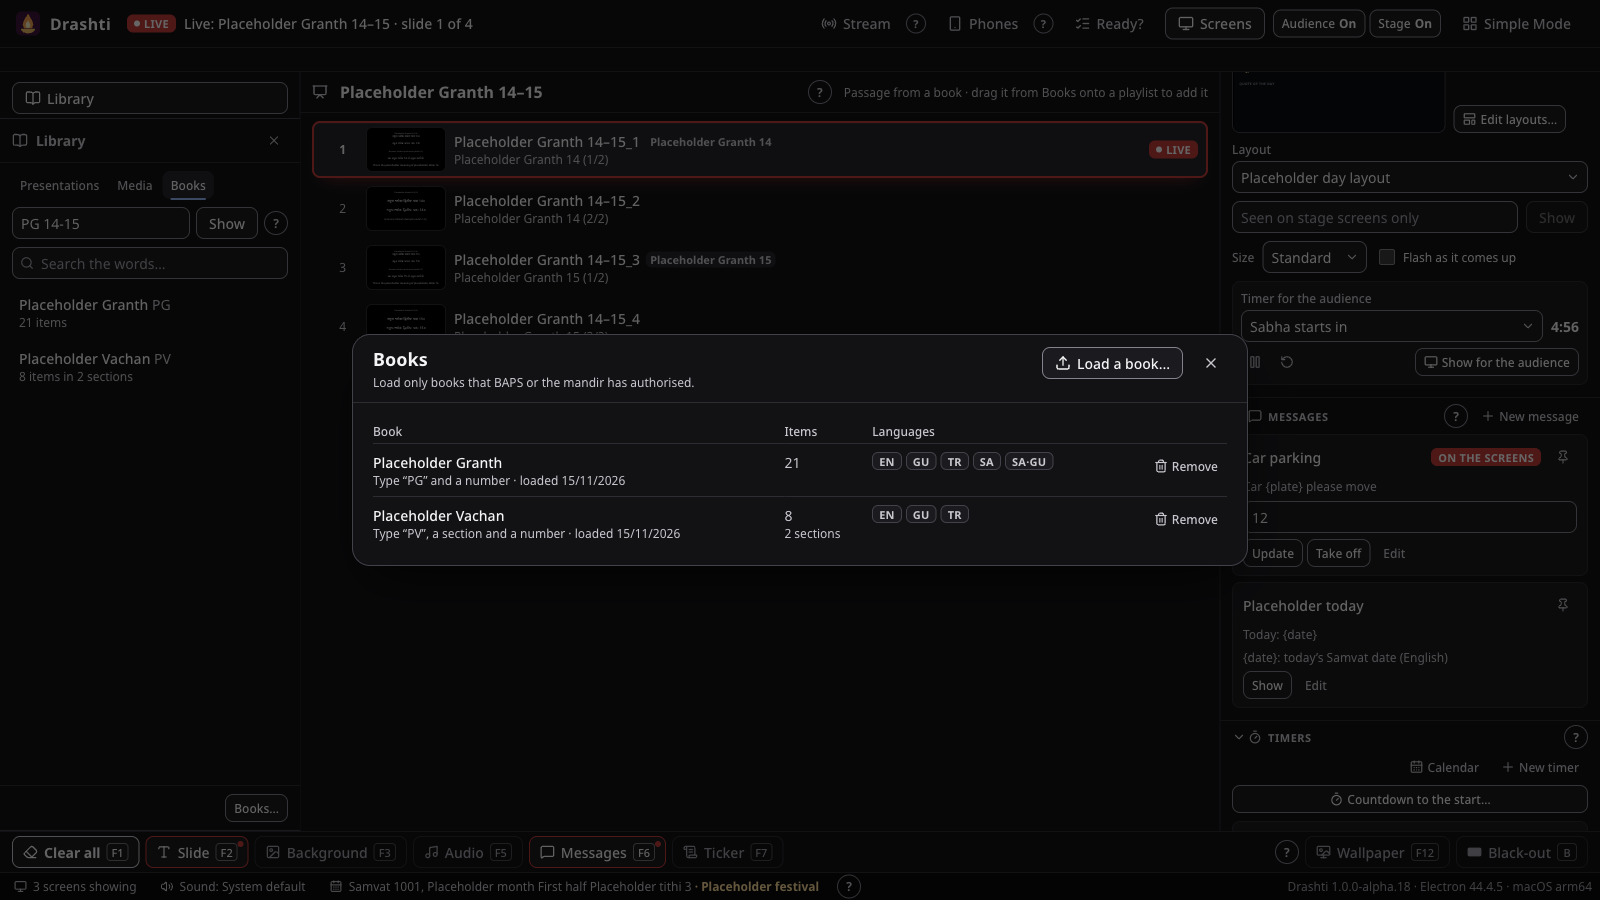 Drashti
LIVE
Live: Placeholder Granth 14–15 · slide 1 of 4
Stream
?
Phones
?
Ready?
Screens
Audience On
Stage On
Simple Mode
Library
Library
Presentations
Media
Books
PG 14-15
Show
?
Search the words...
Placeholder Granth PG
21 items
Placeholder Vachan PV
8 items in 2 sections
Books...
Placeholder Granth 14–15
?
Passage from a book · drag it from Books onto a playlist to add it
1
Placeholder Granth 14–15_1
Placeholder Granth 14
Placeholder Granth 14 (1/2)
LIVE
2
Placeholder Granth 14–15_2
Placeholder Granth 14 (2/2)
3
Placeholder Granth 14–15_3
Placeholder Granth 15
Placeholder Granth 15 (1/2)
4
Placeholder Granth 14–15_4
Books
Load only books that BAPS or the mandir has authorised.
Load a book...
Book
Items
Languages
Placeholder Granth
Type “PG” and a number · loaded 15/11/2026
21
EN GU TR SA SA-GU
Remove
Placeholder Vachan
Type “PV”, a section and a number · loaded 15/11/2026
8
2 sections
EN GU TR
Remove
Edit layouts...
Layout
Placeholder day layout
Seen on stage screens only
Show
Size
Standard
Flash as it comes up
Timer for the audience
Sabha starts in
4:56
Show for the audience
MESSAGES
?
New message
Car parking
ON THE SCREENS
Car {plate} please move
12
Update
Take off
Edit
Placeholder today
Today: {date}
{date}: today’s Samvat date (English)
Show
Edit
TIMERS
?
Calendar
New timer
Countdown to the start...
Clear all F1
Slide F2
Background F3
Audio F5
Messages F6
Ticker F7
?
Wallpaper F12
Black-out B
3 screens showing
Sound: System default
Samvat 1001, Placeholder month First half Placeholder tithi 3 · Placeholder festival
?
Drashti 1.0.0-alpha.18 · Electron 44.4.5 · macOS arm64